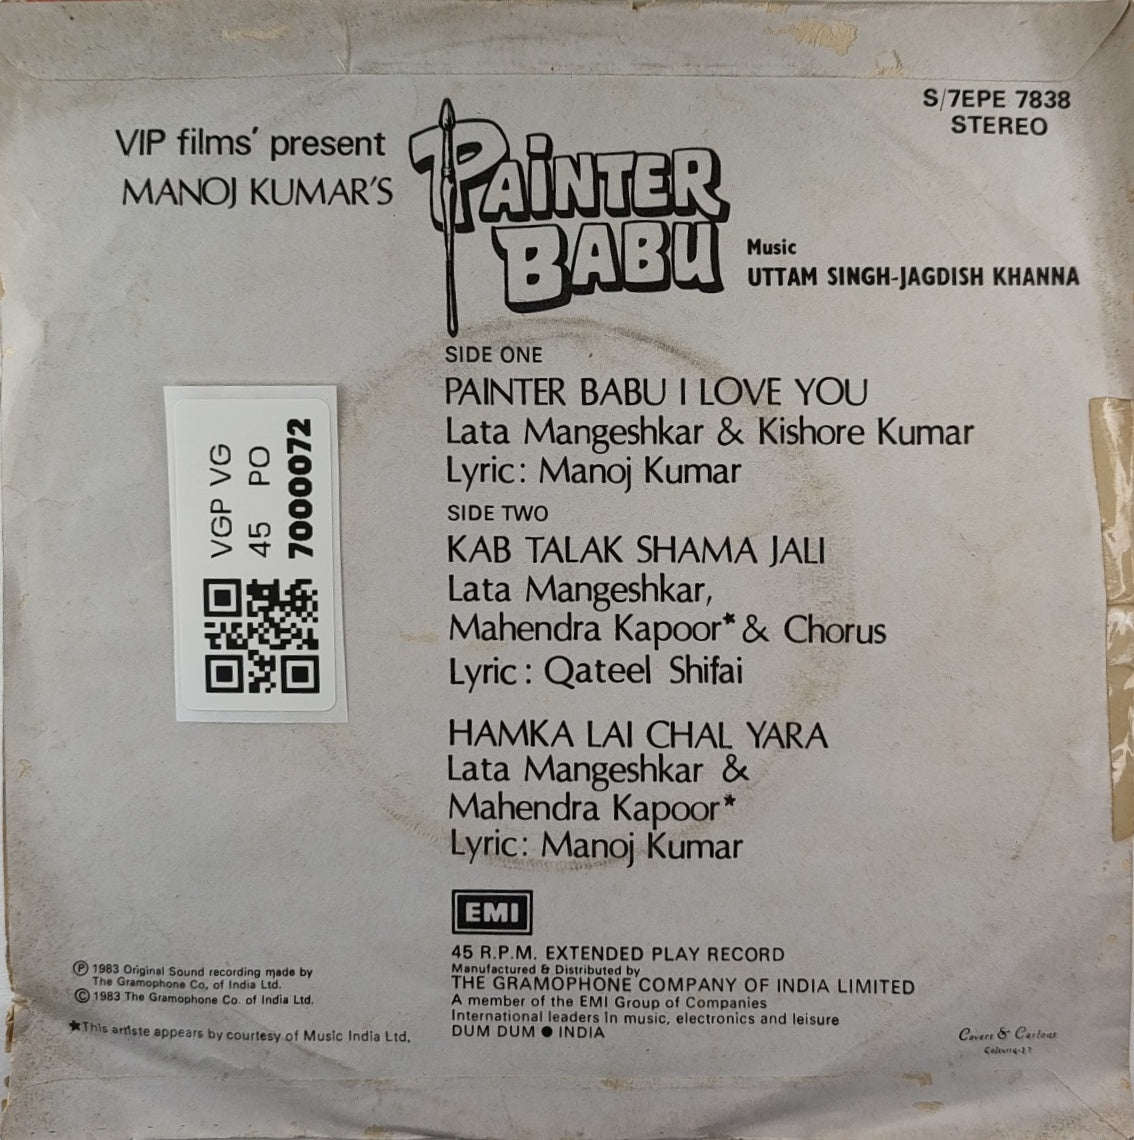 S/7EPE 7838
STEREO
VIP films' present
MANOJ KUMAR'S
PAINTER
BABU
Music
UTTAM SINGH-JAGDISH KHANNA
SIDE ONE
PAINTER BABU I LOVE YOU
Lata Mangeshkar & Kishore Kumar
Lyric: Manoj Kumar
SIDE TWO
KAB TALAK SHAMA JALI
Lata Mangeshkar,
Mahendra Kapoor* & Chorus
Lyric: Qateel Shifai
HAMKA LAI CHAL YARA
Lata Mangeshkar &
Mahendra Kapoor*
Lyric: Manoj Kumar
VGP VG
45 PO
7000072
EMI
45 R.P.M. EXTENDED PLAY RECORD
Manufactured & Distributed by
THE GRAMOPHONE COMPANY OF INDIA LIMITED
A member of the EMI Group of Companies
International leaders in music, electronics and leisure
DUM DUM ● INDIA
Ⓟ 1983 Original Sound recording made by
The Gramophone Co. of India Ltd.
© 1983 The Gramophone Co. of India Ltd.
★This artiste appears by courtesy of Music India Ltd.
Covers & Cartons